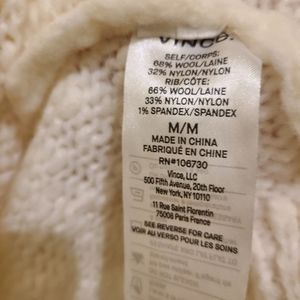 VINCE.
SELF/CORPS:
68% WOOL/LAINE
32% NYLON/NYLON
RIB/CÔTE:
66% WOOL/LAINE
33% NYLON/NYLON
1% SPANDEX/SPANDEX
M/M
MADE IN CHINA
FABRIQUÉ EN CHINE
RN#106730
Vince, LLC
500 Fifth Avenue, 20th Floor
New York, NY 10110
11 Rue Saint Florentin
75008 Paris France
SEE REVERSE FOR CARE
VOIR AU VERSO POUR LES SOINS